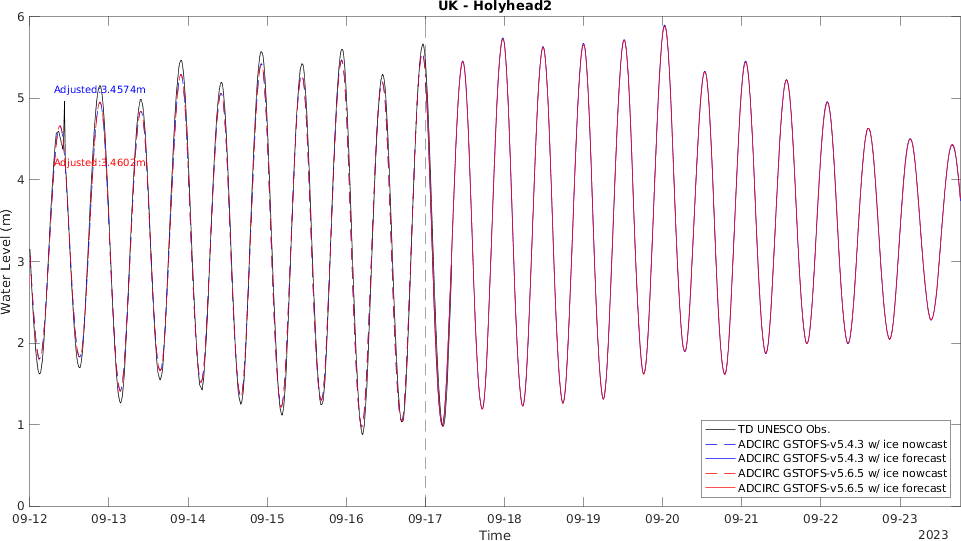 UK - Holyhead2
6
5
4
3
2
1
0
Water Level (m)
Adjusted:3.4574m
Adjusted:3.4602m
TD UNESCO Obs.
ADCIRC GSTOFS-v5.4.3 w/ ice nowcast
ADCIRC GSTOFS-v5.4.3 w/ ice forecast
ADCIRC GSTOFS-v5.6.5 w/ ice nowcast
ADCIRC GSTOFS-v5.6.5 w/ ice forecast
09-12 09-13 09-14 09-15 09-16 09-17 09-18 09-19 09-20 09-21 09-22 09-23
Time
2023